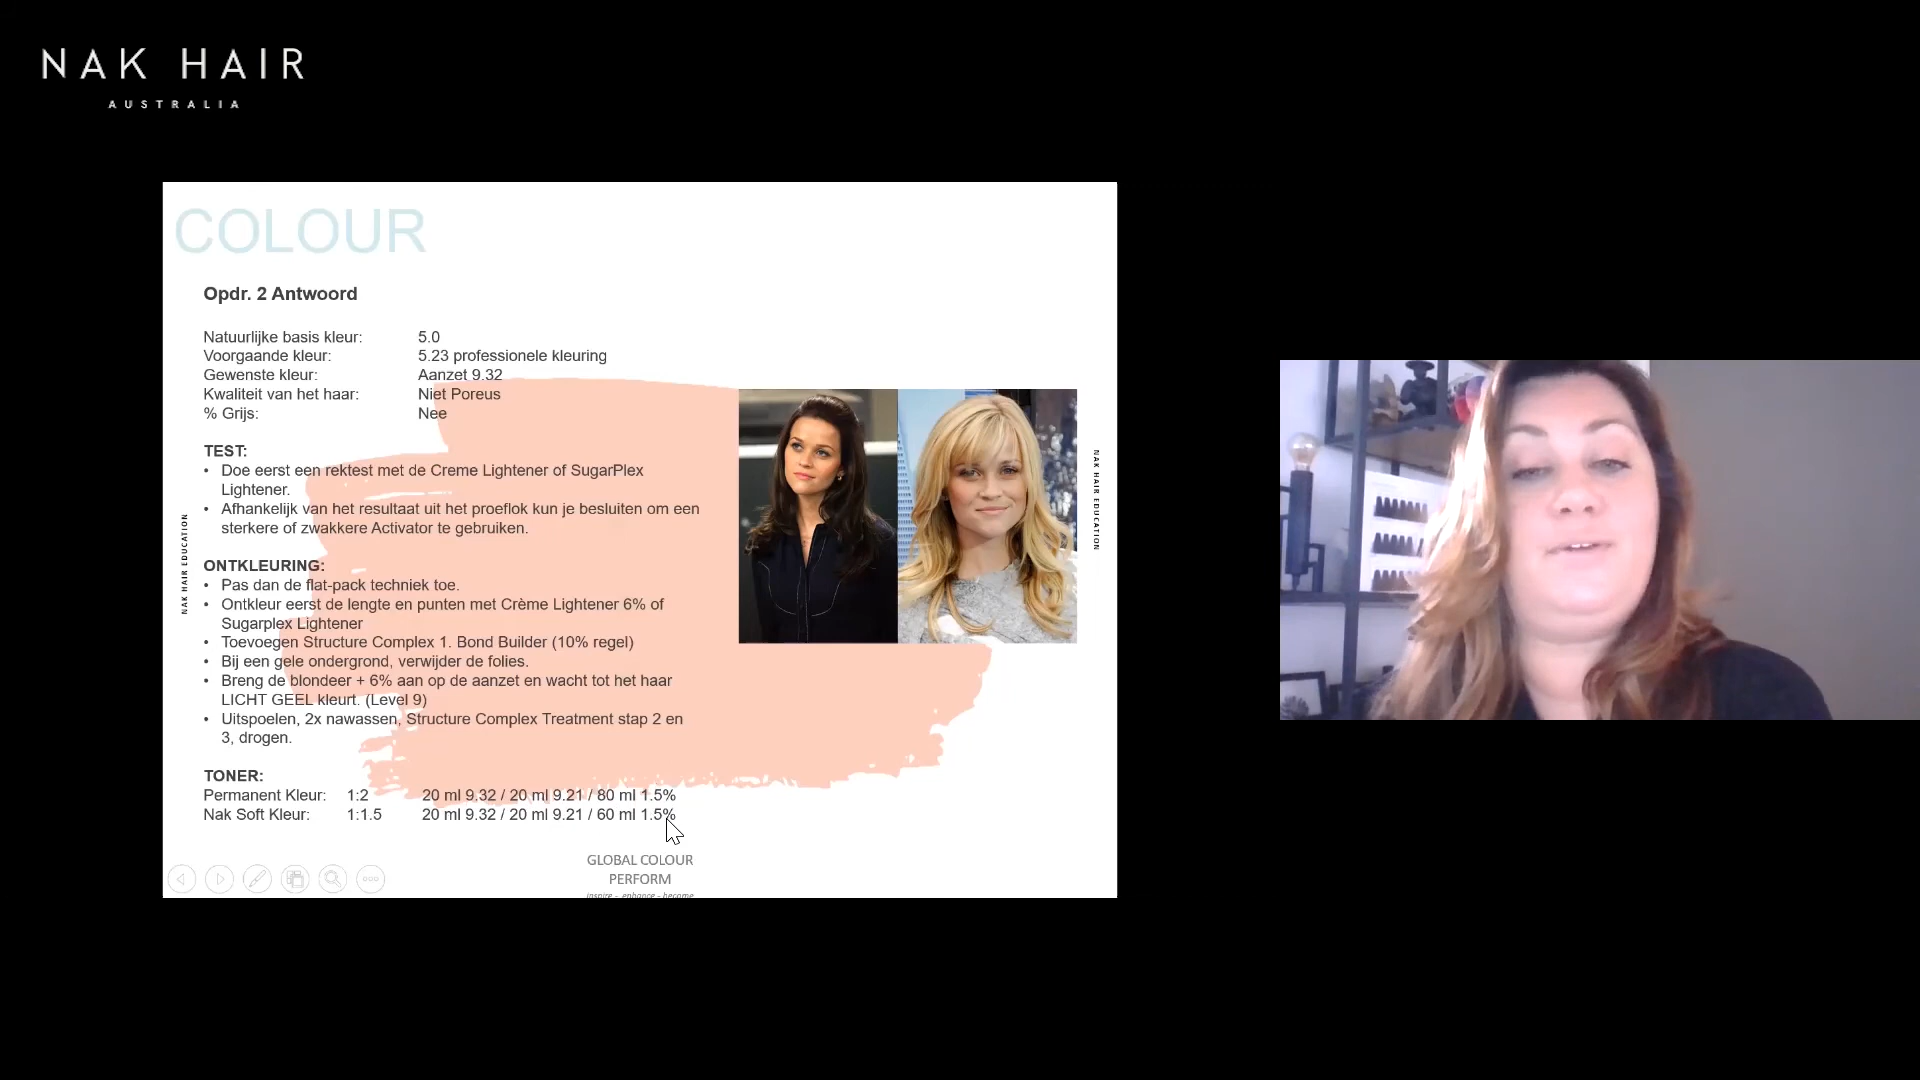 NAK HAIR
AUSTRALIA
COLOUR
Opdr. 2 Antwoord
Natuurlijke basis kleur: 5.0
Voorgaande kleur: 5.23 professionele kleuring
Gewenste kleur: Aanzet 9.32
Kwaliteit van het haar: Niet Poreus
% Grijs: Nee
TEST:
• Doe eerst een rektest met de Creme Lightener of SugarPlex
Lightener.
• Afhankelijk van het resultaat uit het proeflok kun je besluiten om een
sterkere of zwakkere Activator te gebruiken.
ONTKLEURING:
• Pas dan de flat-pack techniek toe.
• Ontkleur eerst de lengte en punten met Crème Lightener 6% of
Sugarplex Lightener
• Toevoegen Structure Complex 1. Bond Builder (10% regel)
• Bij een gele ondergrond, verwijder de folies.
• Breng de blondeer + 6% aan op de aanzet en wacht tot het haar
LICHT GEEL kleurt. (Level 9)
• Uitspoelen, 2x nawassen, Structure Complex Treatment stap 2 en
3, drogen.
TONER:
Permanent Kleur: 1:2 20 ml 9.32 / 20 ml 9.21 / 80 ml 1.5%
Nak Soft Kleur: 1:1.5 20 ml 9.32 / 20 ml 9.21 / 60 ml 1.5%
NAK HAIR EDUCATION
NAK HAIR EDUCATION
GLOBAL COLOUR
PERFORM
inspire - enhance - become